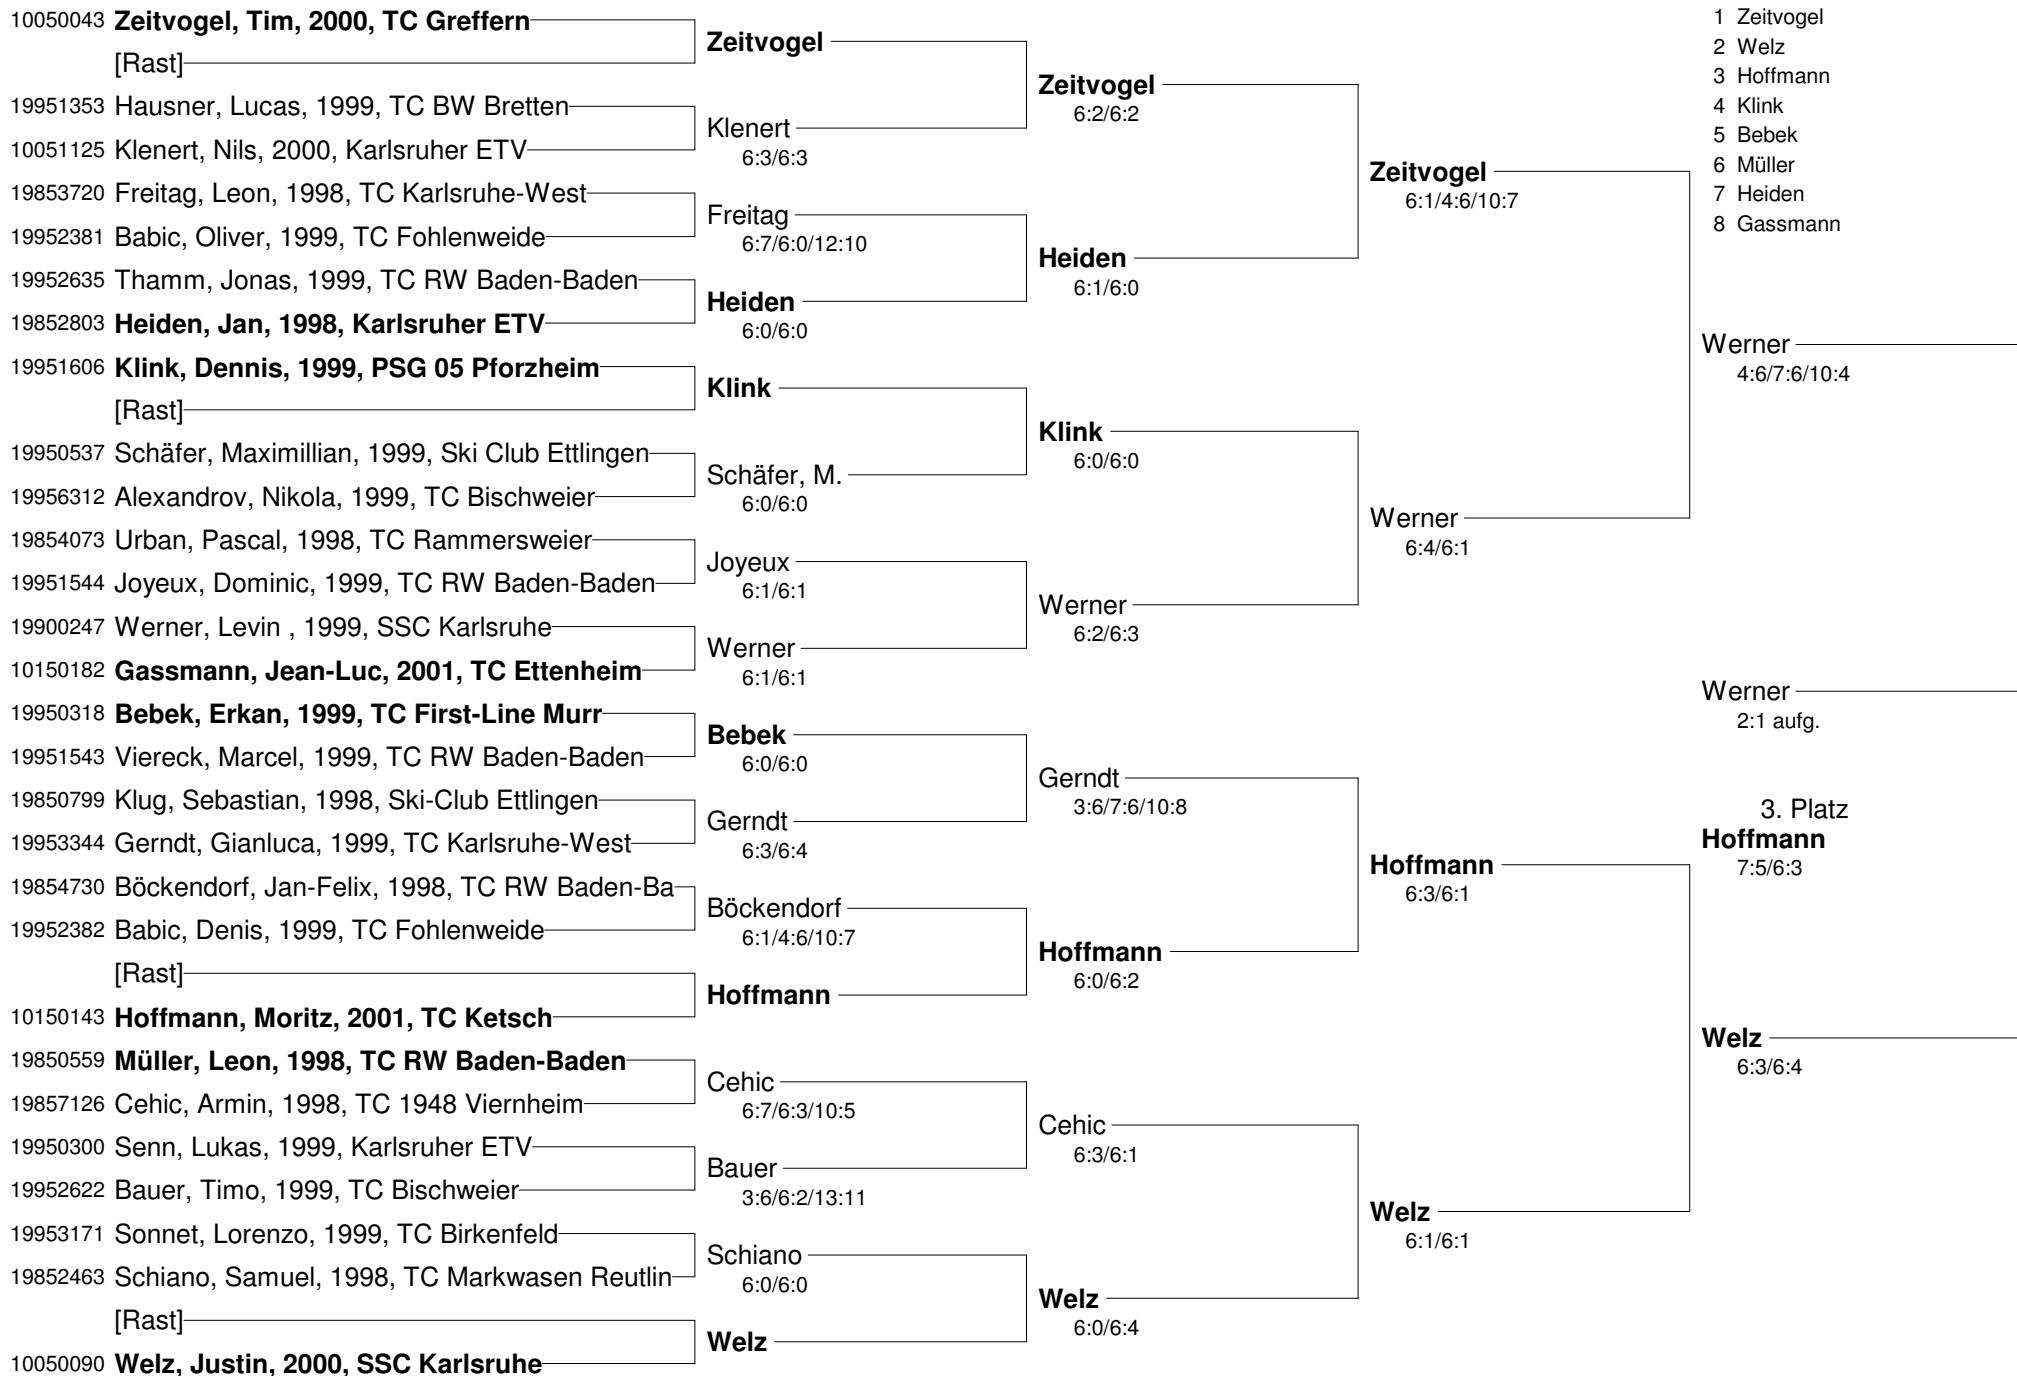 10050043 Zeitvogel, Tim, 2000, TC Greffern
[Rast]
19951353 Hausner, Lucas, 1999, TC BW Bretten
10051125 Klenert, Nils, 2000, Karlsruher ETV
19853720 Freitag, Leon, 1998, TC Karlsruhe-West
19952381 Babic, Oliver, 1999, TC Fohlenweide
19952635 Thamm, Jonas, 1999, TC RW Baden-Baden
19852803 Heiden, Jan, 1998, Karlsruher ETV
19951606 Klink, Dennis, 1999, PSG 05 Pforzheim
[Rast]
19950537 Schäfer, Maximillian, 1999, Ski Club Ettlingen
19956312 Alexandrov, Nikola, 1999, TC Bischweier
19854073 Urban, Pascal, 1998, TC Rammersweier
19951544 Joyeux, Dominic, 1999, TC RW Baden-Baden
19900247 Werner, Levin , 1999, SSC Karlsruhe
10150182 Gassmann, Jean-Luc, 2001, TC Ettenheim
19950318 Bebek, Erkan, 1999, TC First-Line Murr
19951543 Viereck, Marcel, 1999, TC RW Baden-Baden
19850799 Klug, Sebastian, 1998, Ski-Club Ettlingen
19953344 Gerndt, Gianluca, 1999, TC Karlsruhe-West
19854730 Böckendorf, Jan-Felix, 1998, TC RW Baden-Ba
19952382 Babic, Denis, 1999, TC Fohlenweide
[Rast]
10150143 Hoffmann, Moritz, 2001, TC Ketsch
19850559 Müller, Leon, 1998, TC RW Baden-Baden
19857126 Cehic, Armin, 1998, TC 1948 Viernheim
19950300 Senn, Lukas, 1999, Karlsruher ETV
19952622 Bauer, Timo, 1999, TC Bischweier
19953171 Sonnet, Lorenzo, 1999, TC Birkenfeld
19852463 Schiano, Samuel, 1998, TC Markwasen Reutlin
[Rast]
10050090 Welz, Justin, 2000, SSC Karlsruhe
Zeitvogel
Klenert
6:3/6:3
Freitag
6:7/6:0/12:10
Heiden
6:0/6:0
Klink
Schäfer, M.
6:0/6:0
Joyeux
6:1/6:1
Werner
6:1/6:1
Bebek
6:0/6:0
Gerndt
6:3/6:4
Böckendorf
6:1/4:6/10:7
Hoffmann
Cehic
6:7/6:3/10:5
Bauer
3:6/6:2/13:11
Schiano
6:0/6:0
Welz
Zeitvogel
6:2/6:2
Heiden
6:1/6:0
Klink
6:0/6:0
Werner
6:2/6:3
Gerndt
3:6/7:6/10:8
Hoffmann
6:0/6:2
Cehic
6:3/6:1
Welz
6:0/6:4
Zeitvogel
6:1/4:6/10:7
Werner
6:4/6:1
Hoffmann
6:3/6:1
Welz
6:1/6:1
1 Zeitvogel
2 Welz
3 Hoffmann
4 Klink
5 Bebek
6 Müller
7 Heiden
8 Gassmann
Werner
4:6/7:6/10:4
Werner
2:1 aufg.
3. Platz
Hoffmann
7:5/6:3
Welz
6:3/6:4